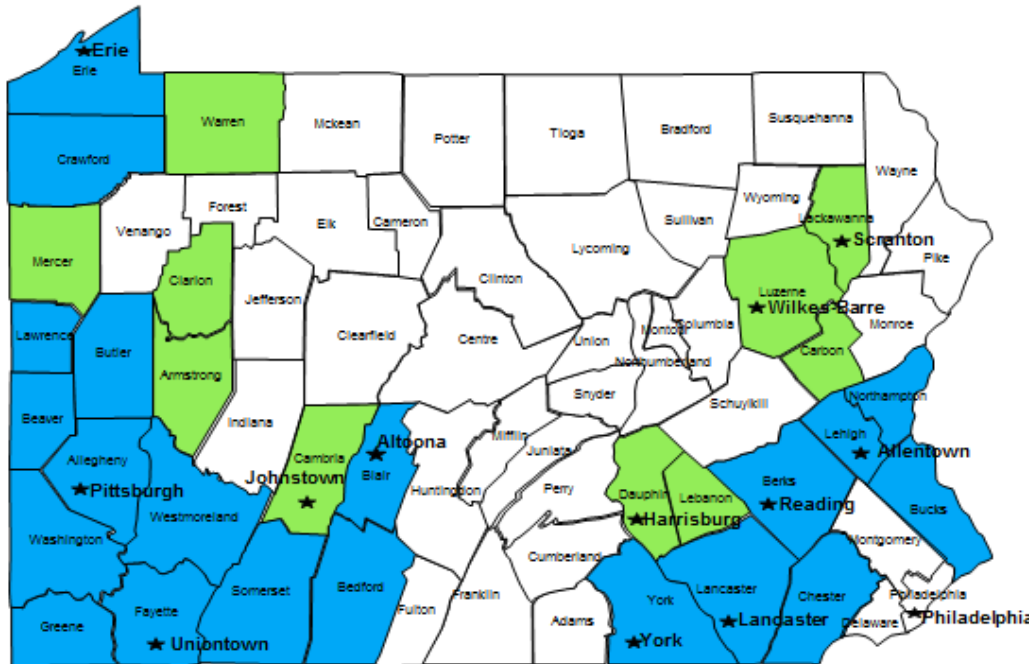 Erie
Erie
Warren
Mckean
Potter
Tioga
Bradford
Susquehanna
Crawford
Wayne
Forest
Elk
Cameron
Wyoming
Lackawanna
Venango
Sullivan
Scranton
Mercer
Lycoming
Pike
Clarion
Clinton
Jefferson
Luzerne
Wilkes-Barre
Lawrence
Butler
Clearfield
Centre
Union
Montour
Columbia
Monroe
Northumberland
Armstrong
Carbon
Snyder
Northampton
Beaver
Indiana
Schuylkill
Mifflin
Juniata
Lehigh
Altoona
Allentown
Allegheny
Cambria
Blair
Johnstown
Pittsburgh
Huntingdon
Perry
Dauphin
Lebanon
Berks
Reading
Harrisburg
Bucks
Westmoreland
Washington
Cumberland
Montgomery
Somerset
Bedford
Fulton
Franklin
York
Lancaster
Chester
Philadelphia
Philadelphia
Greene
Fayette
Adams
Lancaster
Delaware
Uniontown
York